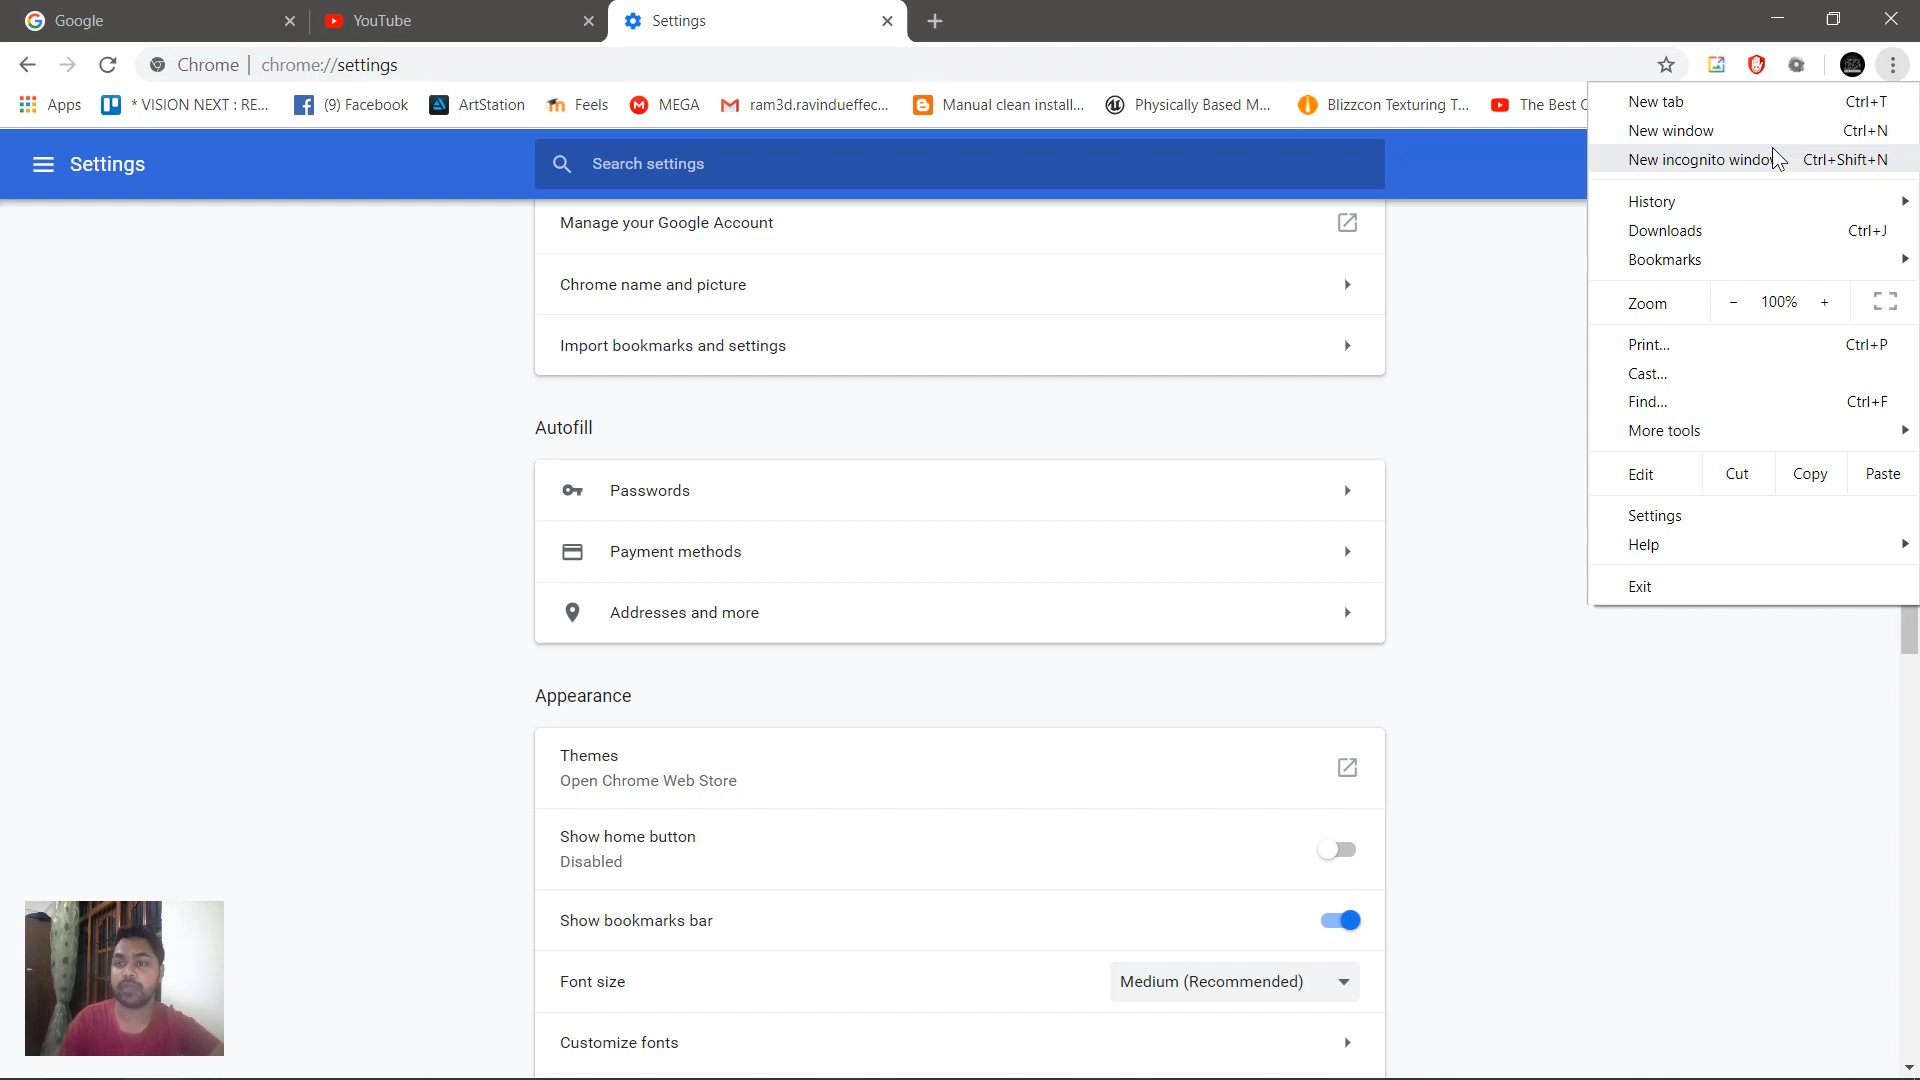 Google
YouTube
Settings
Chrome | chrome://settings
Apps
* VISION NEXT : RE...
(9) Facebook
ArtStation
Feels
MEGA
ram3d.ravindueffec...
Manual clean install...
Physically Based M...
Blizzcon Texturing T...
The Best C
Settings
Search settings
Manage your Google Account
Chrome name and picture
Import bookmarks and settings
Autofill
Passwords
Payment methods
Addresses and more
Appearance
Themes
Open Chrome Web Store
Show home button
Disabled
Show bookmarks bar
Font size
Medium (Recommended)
Customize fonts
New tab Ctrl+T
New window Ctrl+N
New incognito window Ctrl+Shift+N
History
Downloads Ctrl+J
Bookmarks
Zoom - 100% +
Print... Ctrl+P
Cast...
Find... Ctrl+F
More tools
Edit Cut Copy Paste
Settings
Help
Exit